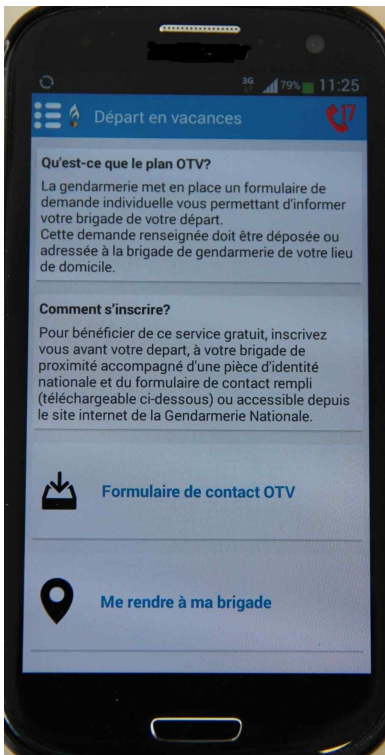 3G 79% 11:25
Départ en vacances 17
Qu'est-ce que le plan OTV?
La gendarmerie met en place un formulaire de
demande individuelle vous permettant d'informer
votre brigade de votre départ.
Cette demande renseignée doit être déposée ou
adressée à la brigade de gendarmerie de votre lieu
de domicile.
Comment s'inscrire?
Pour bénéficier de ce service gratuit, inscrivez
vous avant votre depart, à votre brigade de
proximité accompagné d'une pièce d'identité
nationale et du formulaire de contact rempli
(téléchargeable ci-dessous) ou accessible depuis
le site internet de la Gendarmerie Nationale.
Formulaire de contact OTV
Me rendre à ma brigade